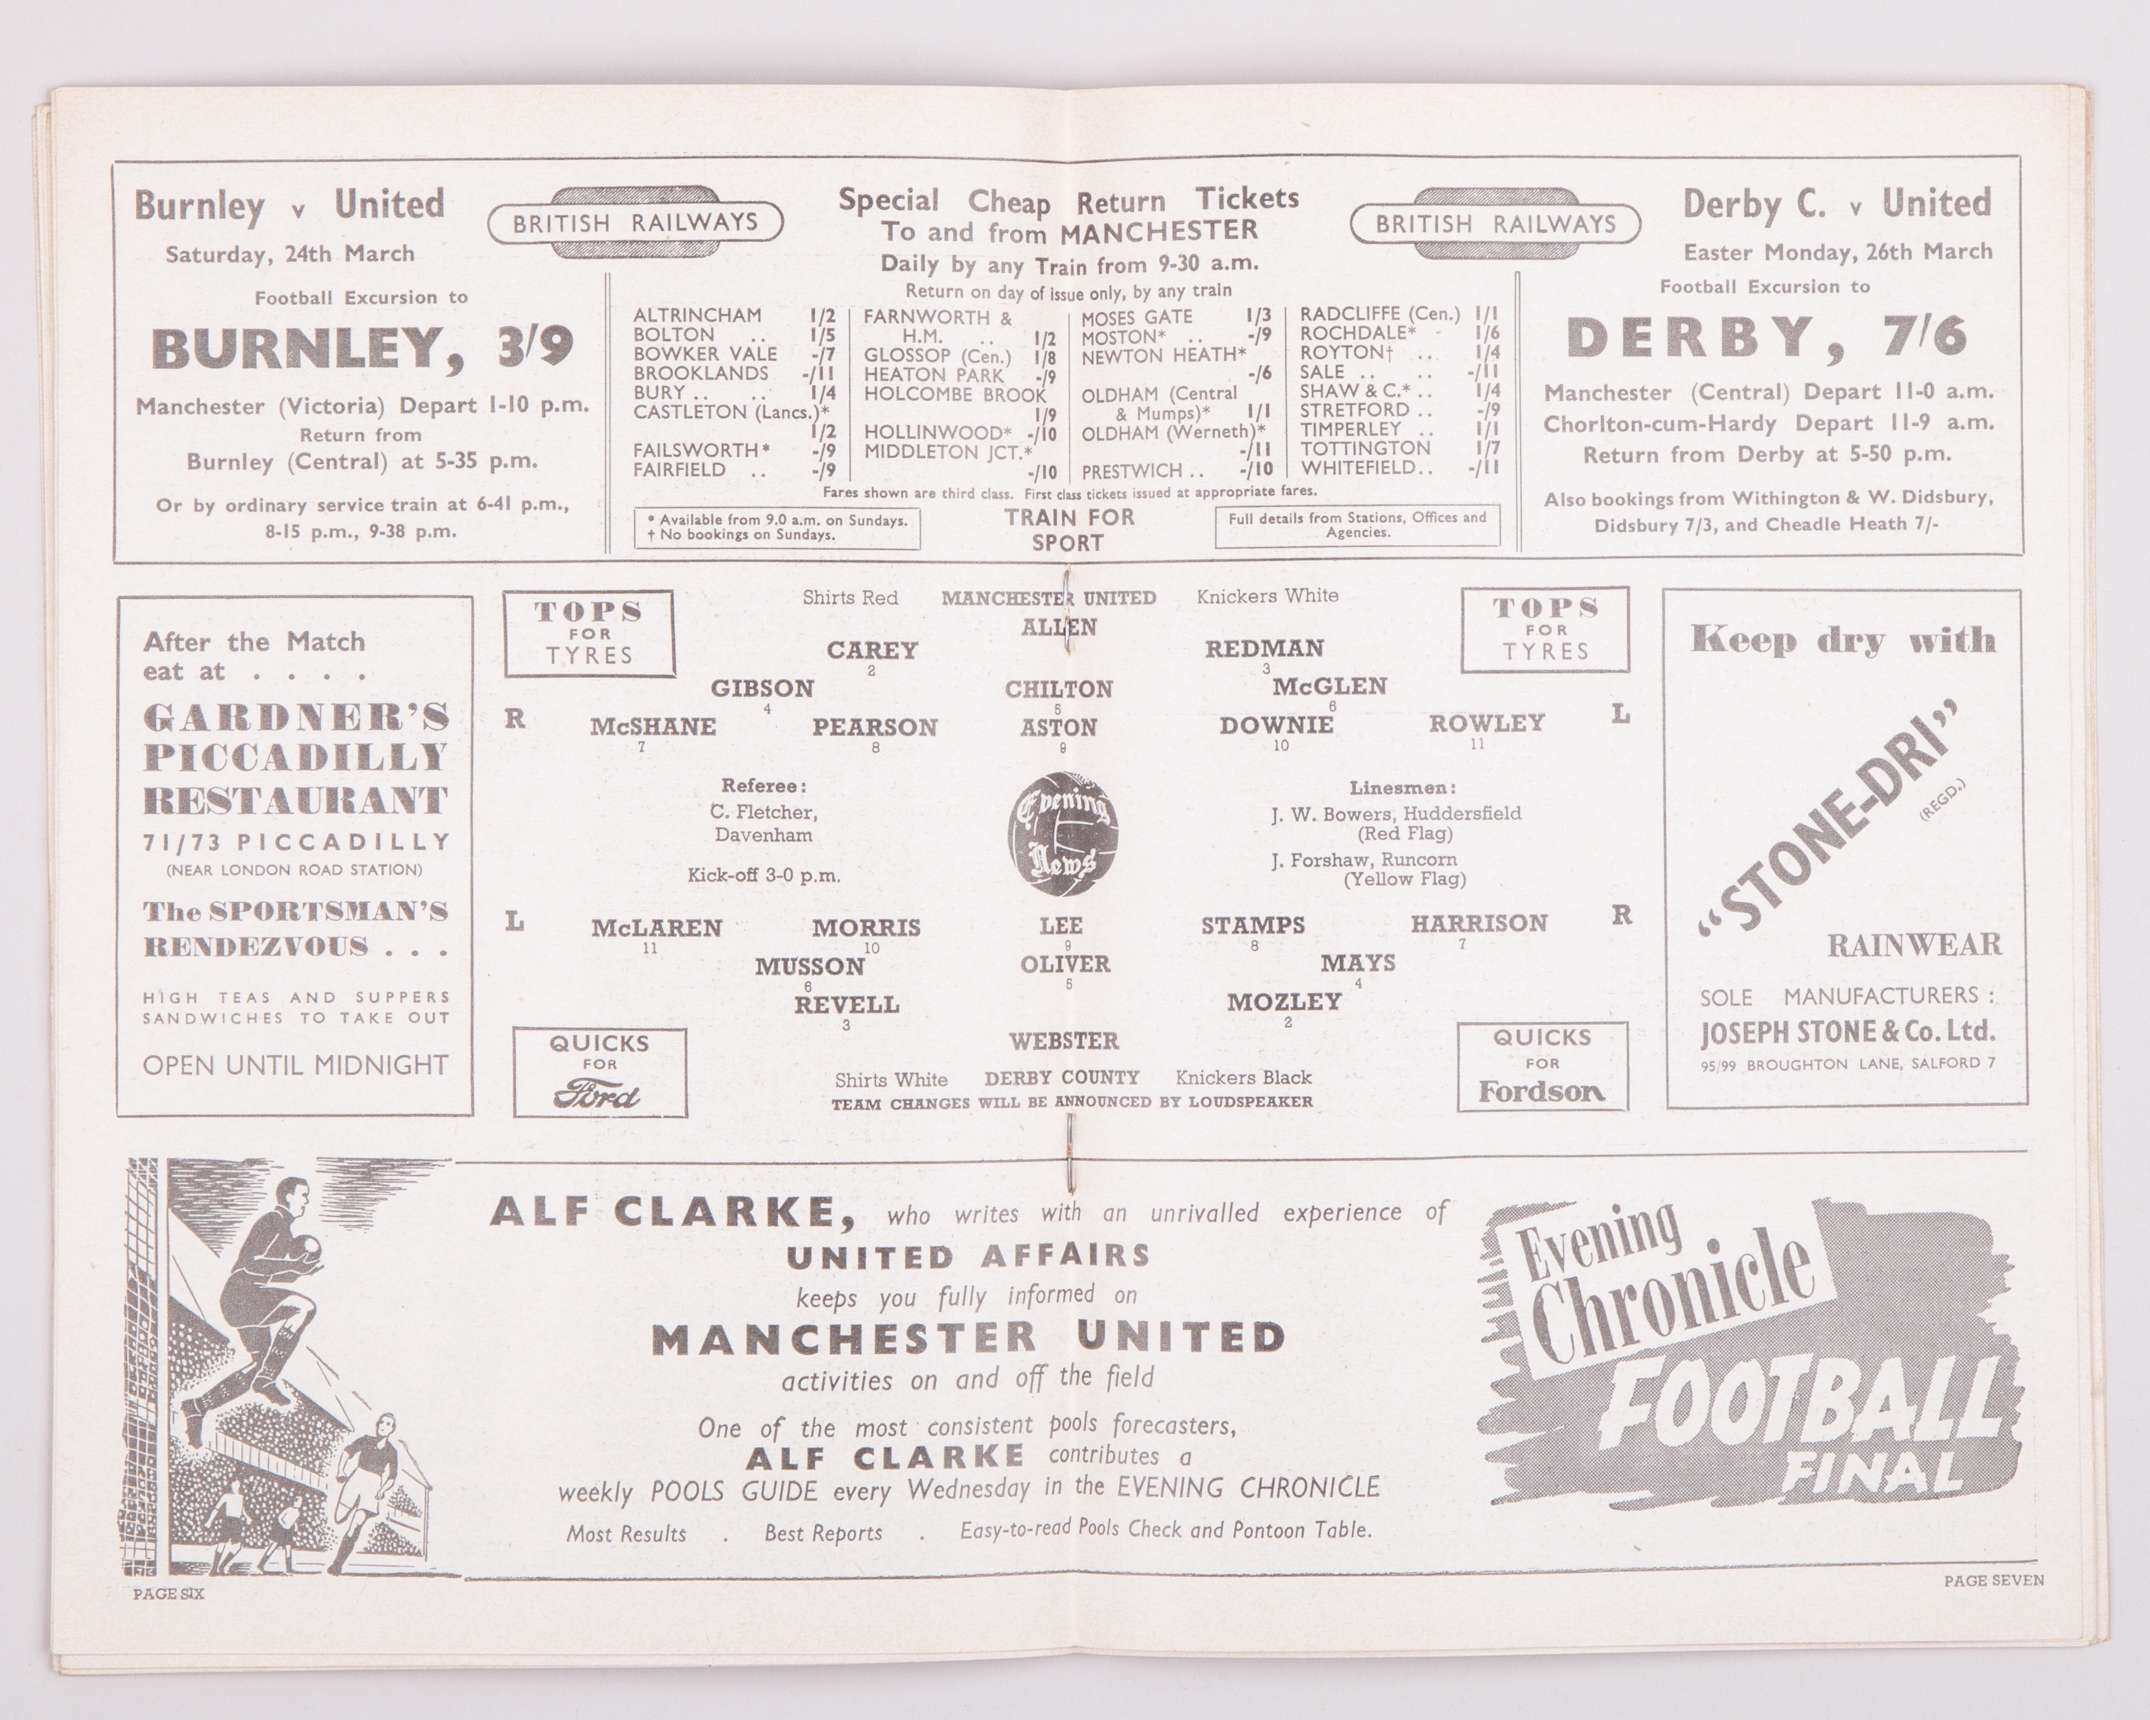 Burnley v United
Saturday, 24th March
Football Excursion to
BURNLEY, 3/9
Manchester (Victoria) Depart 1-10 p.m.
Return from
Burnley (Central) at 5-35 p.m.
Or by ordinary service train at 6-41 p.m.,
8-15 p.m., 9-38 p.m.
BRITISH RAILWAYS
Special Cheap Return Tickets
To and from MANCHESTER
Daily by any Train from 9-30 a.m.
Return on day of issue only, by any train
BRITISH RAILWAYS
ALTRINCHAM 1/2
BOLTON .. 1/5
BOWKER VALE -/7
BROOKLANDS -/11
BURY .. .. 1/4
CASTLETON (Lancs.)*
1/2
FAILSWORTH* -/9
FAIRFIELD .. -/9
FARNWORTH &
H.M. .. 1/2
GLOSSOP (Cen.) 1/8
HEATON PARK -/9
HOLCOMBE BROOK
1/9
HOLLINWOOD* -/10
MIDDLETON JCT.*
-/10
MOSES GATE 1/3
MOSTON* .. -/9
NEWTON HEATH*
-/6
OLDHAM (Central
& Mumps)* 1/1
OLDHAM (Werneth)*
-/11
PRESTWICH .. -/10
RADCLIFFE (Cen.) 1/1
ROCHDALE* - 1/6
ROYTON† .. 1/4
SALE .. .. -/11
SHAW & C.* .. 1/4
STRETFORD .. -/9
TIMPERLEY .. 1/1
TOTTINGTON 1/7
WHITEFIELD.. -/11
Fares shown are third class. First class tickets issued at appropriate fares.
* Available from 9.0 a.m. on Sundays.
† No bookings on Sundays.
TRAIN FOR
SPORT
Full details from Stations, Offices and
Agencies.
Derby C. v United
Easter Monday, 26th March
Football Excursion to
DERBY, 7/6
Manchester (Central) Depart 11-0 a.m.
Chorlton-cum-Hardy Depart 11-9 a.m.
Return from Derby at 5-50 p.m.
Also bookings from Withington & W. Didsbury,
Didsbury 7/3, and Cheadle Heath 7/-
After the Match
eat at . . . .
GARDNER'S
PICCADILLY
RESTAURANT
71/73 PICCADILLY
(NEAR LONDON ROAD STATION)
The SPORTSMAN'S
RENDEZVOUS . . .
HIGH TEAS AND SUPPERS
SANDWICHES TO TAKE OUT
OPEN UNTIL MIDNIGHT
TOPS
FOR
TYRES
Shirts Red MANCHESTER UNITED Knickers White
TOPS
FOR
TYRES
ALLEN
CAREY REDMAN
2 3
GIBSON CHILTON McGLEN
4 5 6
R McSHANE PEARSON ASTON DOWNIE ROWLEY L
7 8 9 10 11
Referee:
C. Fletcher,
Davenham
Kick-off 3-0 p.m.
Evening
News
Linesmen:
J. W. Bowers, Huddersfield
(Red Flag)
J. Forshaw, Runcorn
(Yellow Flag)
L McLAREN MORRIS LEE STAMPS HARRISON R
11 10 9 8 7
MUSSON OLIVER MAYS
6 5 4
REVELL MOZLEY
3 2
WEBSTER
Shirts White DERBY COUNTY Knickers Black
TEAM CHANGES WILL BE ANNOUNCED BY LOUDSPEAKER
QUICKS
FOR
Ford
QUICKS
FOR
Fordson
Keep dry with
"STONE-DRI"
(REGD.)
RAINWEAR
SOLE MANUFACTURERS :
JOSEPH STONE & Co. Ltd.
95/99 BROUGHTON LANE, SALFORD 7
ALF CLARKE, who writes with an unrivalled experience of
UNITED AFFAIRS
keeps you fully informed on
MANCHESTER UNITED
activities on and off the field
One of the most consistent pools forecasters,
ALF CLARKE contributes a
weekly POOLS GUIDE every Wednesday in the EVENING CHRONICLE
Most Results . Best Reports . Easy-to-read Pools Check and Pontoon Table.
Evening
Chronicle
FOOTBALL
FINAL
PAGE SIX
PAGE SEVEN